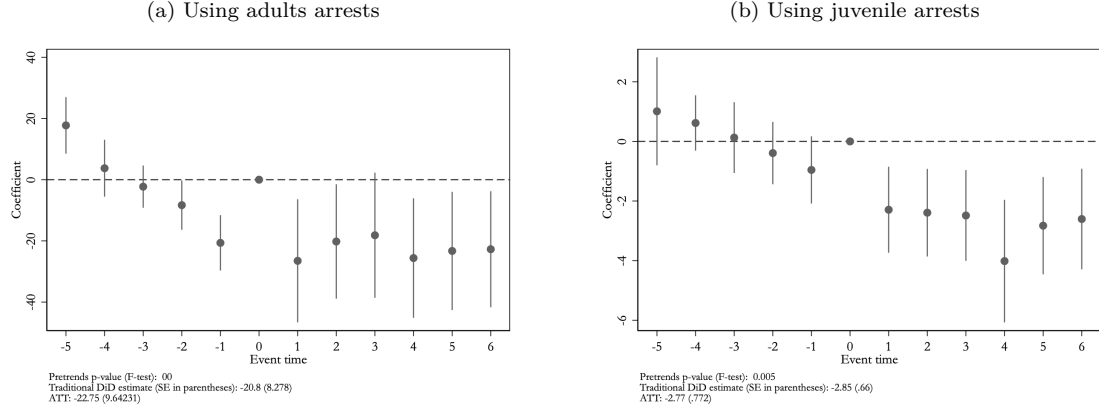 (a) Using adults arrests
40
20
0
-20
-40
Coefficient
-5 -4 -3 -2 -1 0 1 2 3 4 5 6
Event time
Pretrends p-value (F-test): 00
Traditional DiD estimate (SE in parentheses): -20.8 (8.278)
ATT: -22.75 (9.64231)
(b) Using juvenile arrests
2
0
-2
-4
-6
Coefficient
-5 -4 -3 -2 -1 0 1 2 3 4 5 6
Event time
Pretrends p-value (F-test): 0.005
Traditional DiD estimate (SE in parentheses): -2.85 (.66)
ATT: -2.77 (.772)